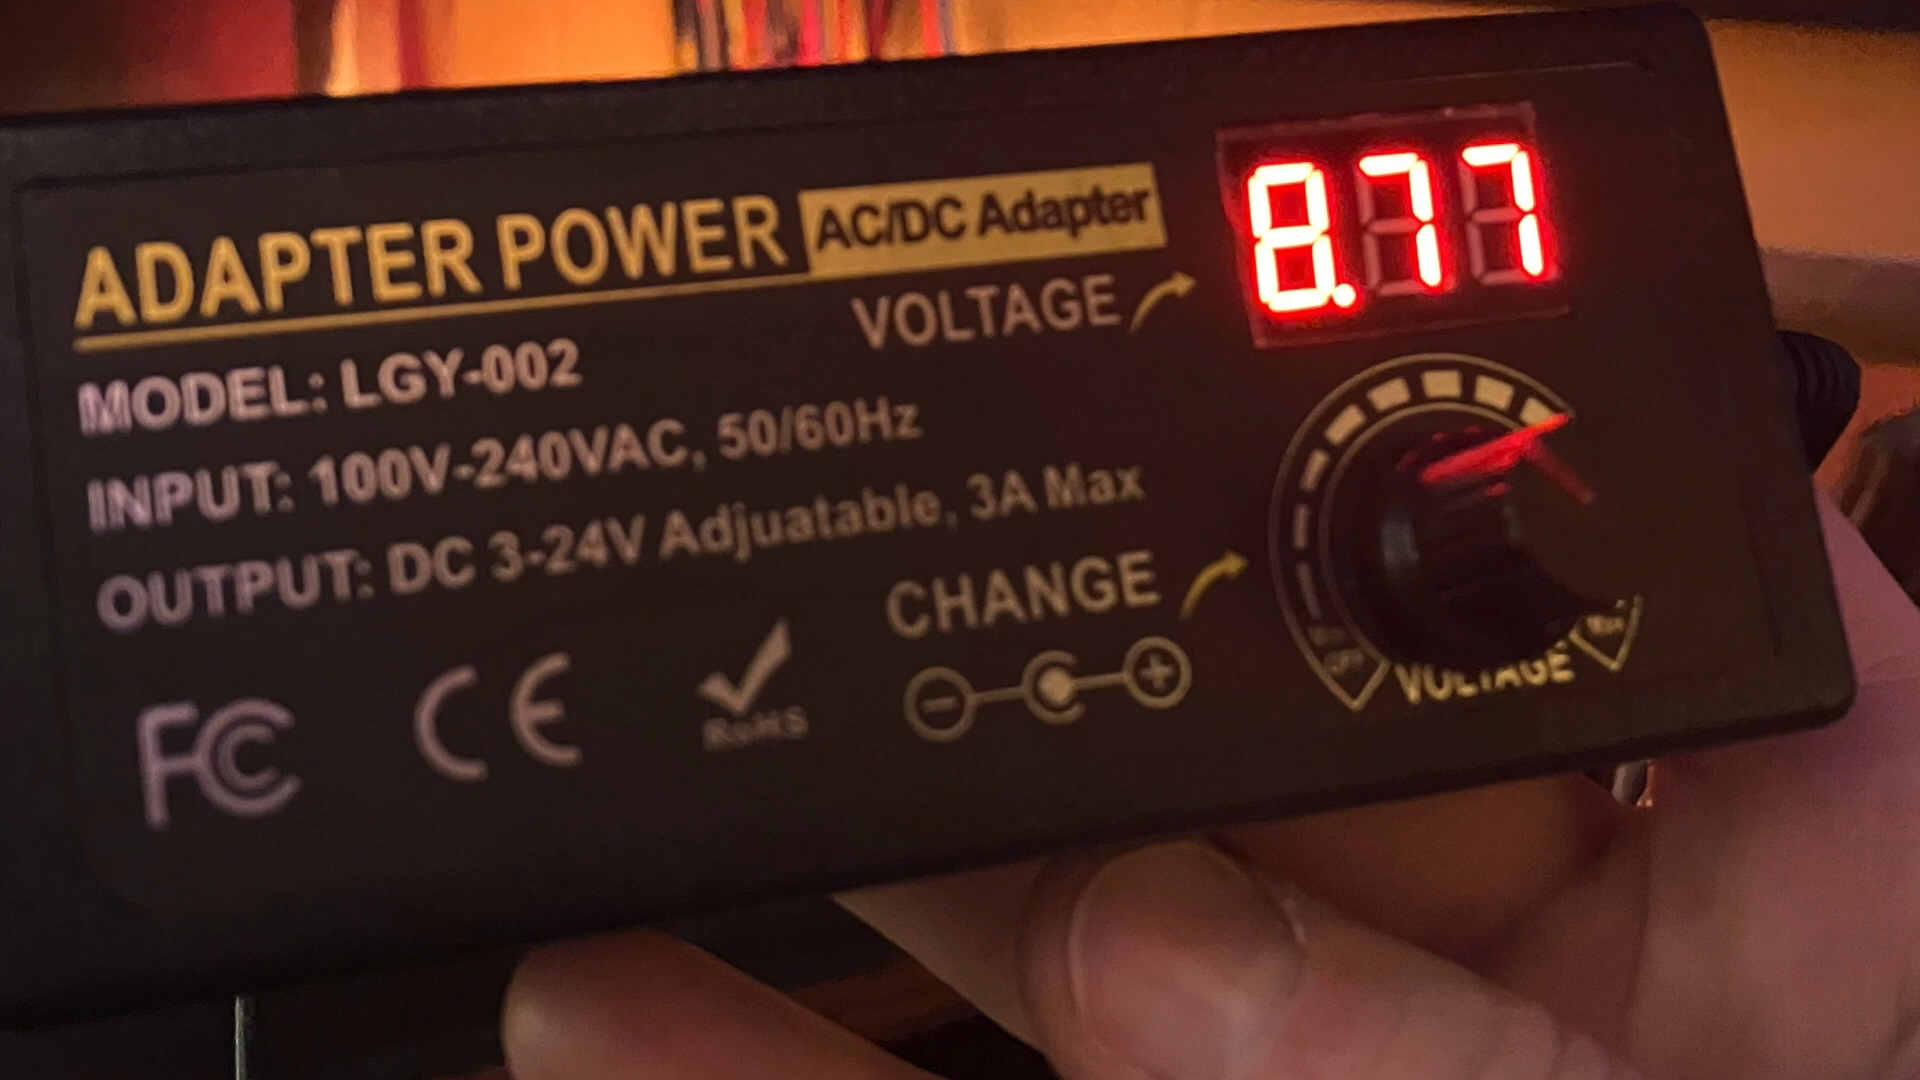 ADAPTER POWER AC/DC Adapter
VOLTAGE
8.77
MODEL: LGY-002
INPUT: 100V-240VAC, 50/60Hz
OUTPUT: DC 3-24V Adjuatable, 3A Max
CHANGE
FC CE RoHS
OFF
VOLTAGE